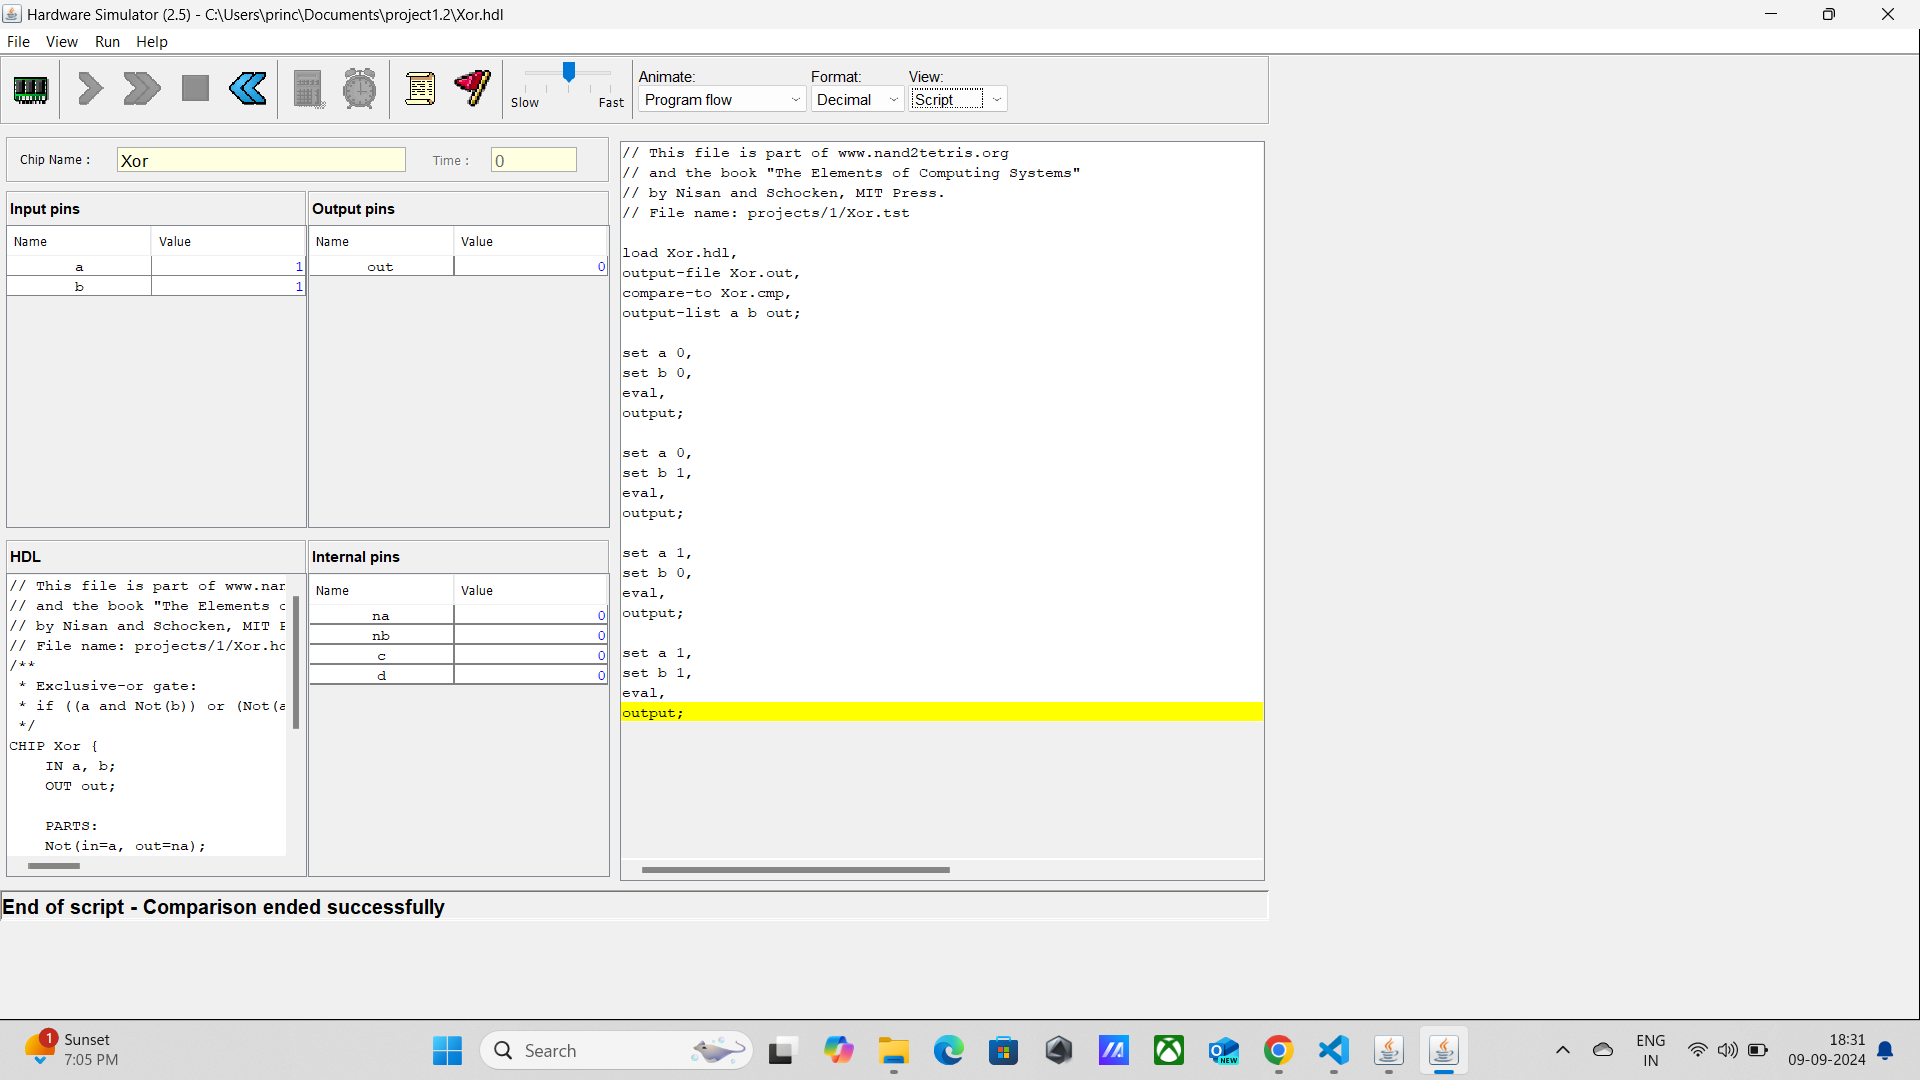 Hardware Simulator (2.5) - C:\Users\princ\Documents\project1.2\Xor.hdl
File View Run Help
Slow Fast
Animate:
Program flow
Format:
Decimal
View:
Script
Chip Name : Xor
Time : 0
Input pins
Name Value
a 1
b 1
Output pins
Name Value
out 0
HDL
// This file is part of www.nan
// and the book "The Elements o
// by Nisan and Schocken, MIT P
// File name: projects/1/Xor.hd
/**
* Exclusive-or gate:
* if ((a and Not(b)) or (Not(a
*/
CHIP Xor {
IN a, b;
OUT out;
PARTS:
Not(in=a, out=na);
Internal pins
Name Value
na 0
nb 0
c 0
d 0
// This file is part of www.nand2tetris.org
// and the book "The Elements of Computing Systems"
// by Nisan and Schocken, MIT Press.
// File name: projects/1/Xor.tst
load Xor.hdl,
output-file Xor.out,
compare-to Xor.cmp,
output-list a b out;
set a 0,
set b 0,
eval,
output;
set a 0,
set b 1,
eval,
output;
set a 1,
set b 0,
eval,
output;
set a 1,
set b 1,
eval,
output;
End of script - Comparison ended successfully
1
Sunset
7:05 PM
Search
NEW
ENG
IN
18:31
09-09-2024